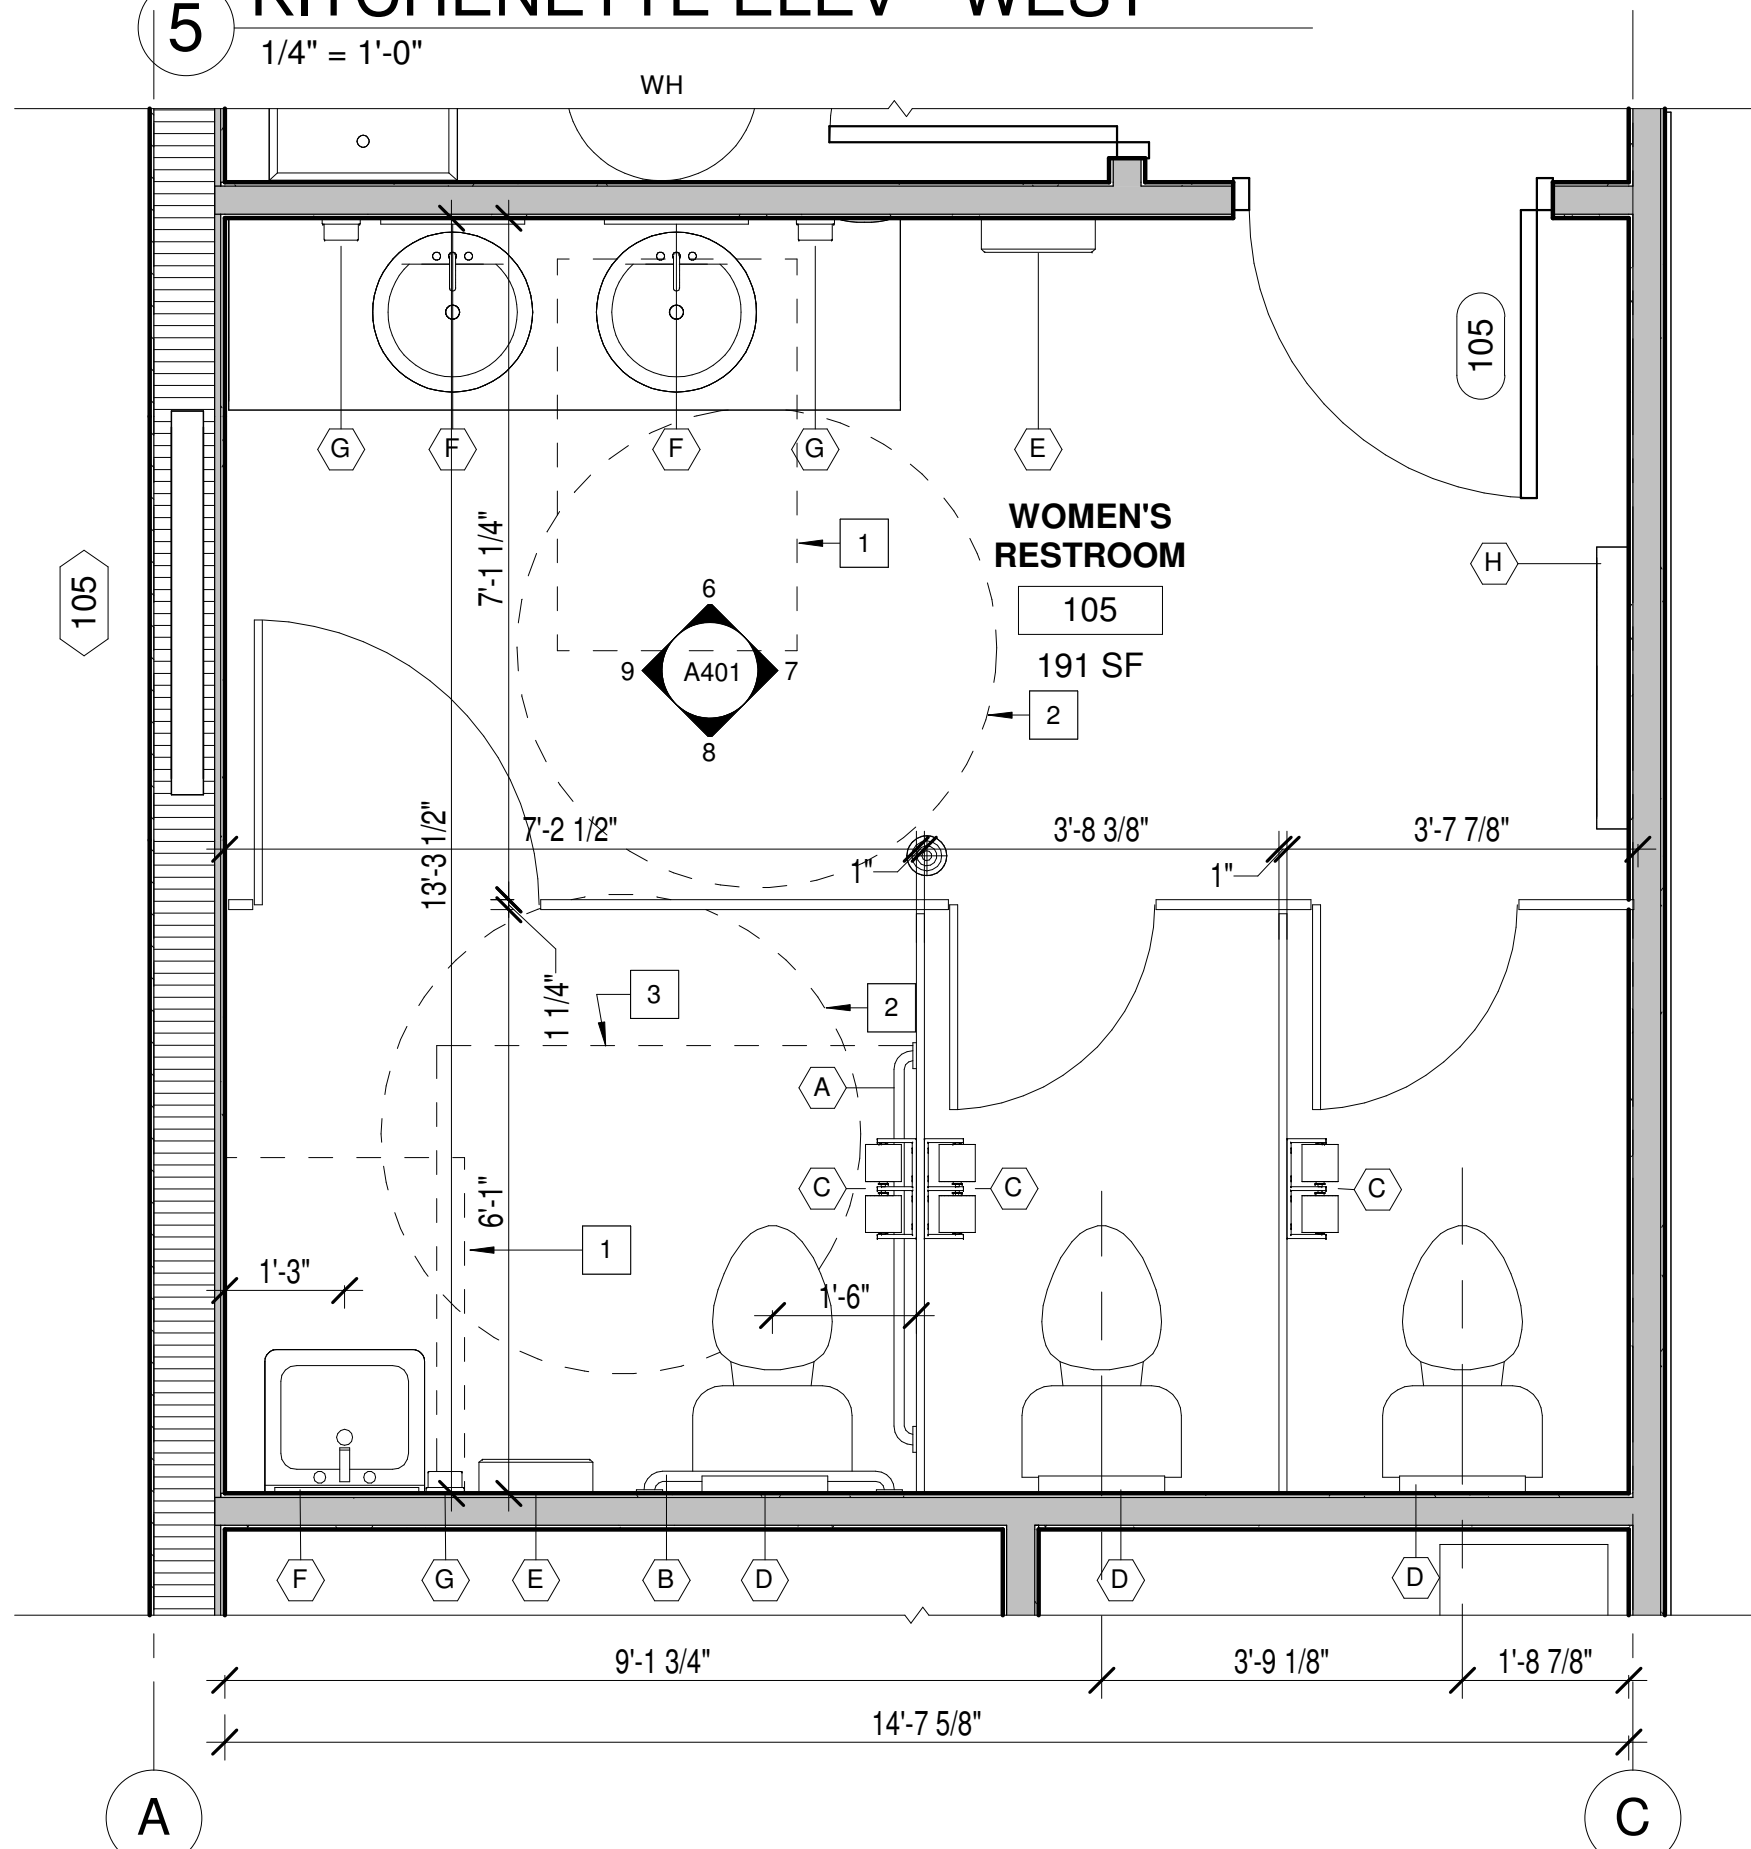 5 KITCHENETTE ELEV - WEST
1/4" = 1'-0"
WH
105
G
F
F
G
E
WOMEN'S
RESTROOM
105
191 SF
1
H
7'-1 1/4"
105
6
9 A401 7
8
2
13'-3 1/2"
7'-2 1/2"
3'-8 3/8"
3'-7 7/8"
1"
1"
1 1/4"
3
2
A
C
C
C
6'-1"
1
1'-3"
1'-6"
F
G
E
B
D
D
D
9'-1 3/4"
3'-9 1/8"
1'-8 7/8"
14'-7 5/8"
A
C